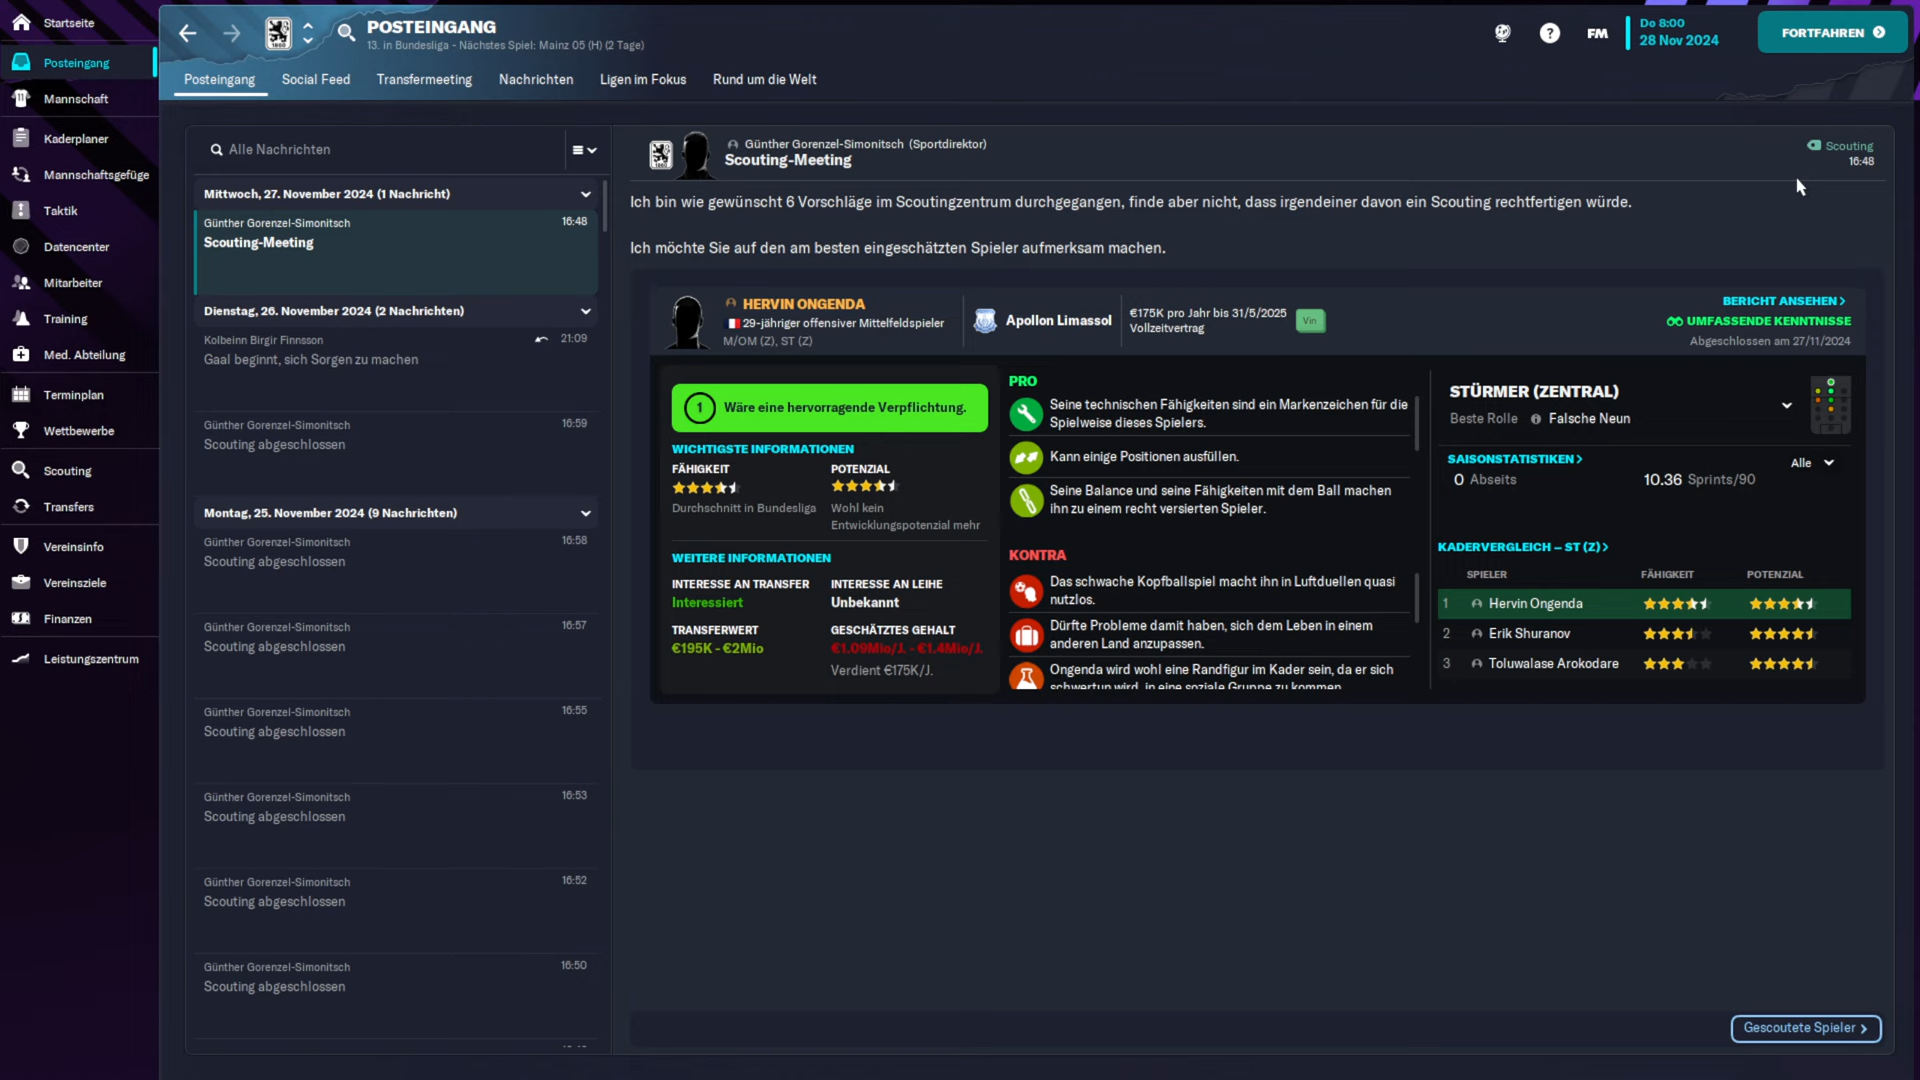 Startseite
Posteingang
Mannschaft
Kaderplaner
Mannschaftsgefüge
Taktik
Datencenter
Mitarbeiter
Training
Med. Abteilung
Terminplan
Wettbewerbe
Scouting
Transfers
Vereinsinfo
Vereinsziele
Finanzen
Leistungszentrum
POSTEINGANG
13. in Bundesliga - Nächstes Spiel: Mainz 05 (H) (2 Tage)
FM
Do 8:00
28 Nov 2024
FORTFAHREN
Posteingang
Social Feed
Transfermeeting
Nachrichten
Ligen im Fokus
Rund um die Welt
Alle Nachrichten
Mittwoch, 27. November 2024 (1 Nachricht)
Günther Gorenzel-Simonitsch 16:48
Scouting-Meeting
Dienstag, 26. November 2024 (2 Nachrichten)
Kolbeinn Birgir Finnsson 21:09
Gaal beginnt, sich Sorgen zu machen
Günther Gorenzel-Simonitsch 16:59
Scouting abgeschlossen
Montag, 25. November 2024 (9 Nachrichten)
Günther Gorenzel-Simonitsch 16:58
Scouting abgeschlossen
Günther Gorenzel-Simonitsch 16:57
Scouting abgeschlossen
Günther Gorenzel-Simonitsch 16:55
Scouting abgeschlossen
Günther Gorenzel-Simonitsch 16:53
Scouting abgeschlossen
Günther Gorenzel-Simonitsch 16:52
Scouting abgeschlossen
Günther Gorenzel-Simonitsch 16:50
Scouting abgeschlossen
Günther Gorenzel-Simonitsch (Sportdirektor)
Scouting-Meeting
Scouting
16:48
Ich bin wie gewünscht 6 Vorschläge im Scoutingzentrum durchgegangen, finde aber nicht, dass irgendeiner davon ein Scouting rechtfertigen würde.
Ich möchte Sie auf den am besten eingeschätzten Spieler aufmerksam machen.
HERVIN ONGENDA
29-jähriger offensiver Mittelfeldspieler
M/OM (Z), ST (Z)
Apollon Limassol
€175K pro Jahr bis 31/5/2025
Vollzeitvertrag
Vin
BERICHT ANSEHEN >
UMFASSENDE KENNTNISSE
Abgeschlossen am 27/11/2024
1 Wäre eine hervorragende Verpflichtung.
WICHTIGSTE INFORMATIONEN
FÄHIGKEIT
Durchschnitt in Bundesliga
POTENZIAL
Wohl kein
Entwicklungspotenzial mehr
WEITERE INFORMATIONEN
INTERESSE AN TRANSFER
Interessiert
INTERESSE AN LEIHE
Unbekannt
TRANSFERWERT
€195K - €2Mio
GESCHÄTZTES GEHALT
€1.09Mio/J. - €1.4Mio/J.
Verdient €175K/J.
PRO
Seine technischen Fähigkeiten sind ein Markenzeichen für die
Spielweise dieses Spielers.
Kann einige Positionen ausfüllen.
Seine Balance und seine Fähigkeiten mit dem Ball machen
ihn zu einem recht versierten Spieler.
KONTRA
Das schwache Kopfballspiel macht ihn in Luftduellen quasi
nutzlos.
Dürfte Probleme damit haben, sich dem Leben in einem
anderen Land anzupassen.
Ongenda wird wohl eine Randfigur im Kader sein, da er sich
schwertun wird, in eine soziale Gruppe zu kommen
STÜRMER (ZENTRAL)
Beste Rolle Falsche Neun
SAISONSTATISTIKEN >
Alle
0 Abseits
10.36 Sprints/90
KADERVERGLEICH – ST (Z) >
SPIELER FÄHIGKEIT POTENZIAL
1 Hervin Ongenda
2 Erik Shuranov
3 Toluwalase Arokodare
Gescoutete Spieler >